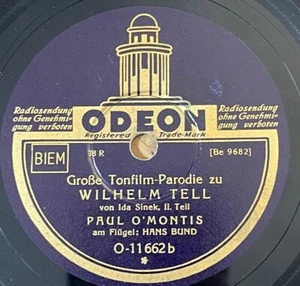 Radiosendung
ohne Genehmi-
gung verboten
Radiosendung
ohne Genehmi-
gung verboten
ODEON
Registered Trade-Mark
BIEM
78 R
[Be 9682]
Große Tonfilm-Parodie zu
WILHELM TELL
von Ida Sinek, II. Teil
PAUL O'MONTIS
am Flügel: HANS BUND
O-11662b